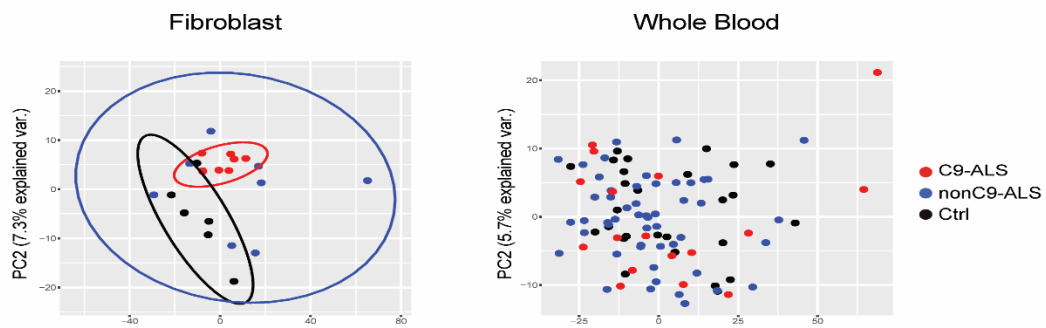 Fibroblast
Whole Blood
PC2 (7.3% explained var.)
20
10
0
−10
−20
−40
0
40
80
PC2 (5.7% explained var.)
20
10
0
−10
−25
0
25
50
C9-ALS
nonC9-ALS
Ctrl